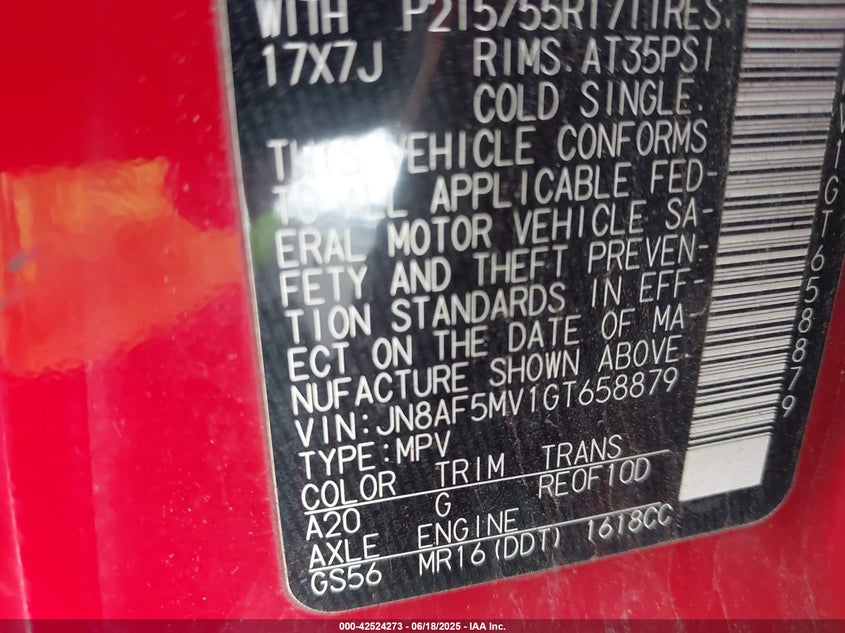 WITH P215/55R17TIRES.
17X7J RIMS. AT35PSI
COLD SINGLE.
THIS VEHICLE CONFORMS
TO ALL APPLICABLE FED-
ERAL MOTOR VEHICLE SA-
FETY AND THEFT PREVEN-
TION STANDARDS IN EFF-
ECT ON THE DATE OF MA-
NUFACTURE SHOWN ABOVE.
VIN:JN8AF5MV1GT658879
TYPE:MPV
COLOR TRIM TRANS
A20 G RE0F10D
AXLE ENGINE
GS56 MR16(DDT) 1618CC
V1GT658879
000-42524273 | 06/18/2025 - IAA Inc.